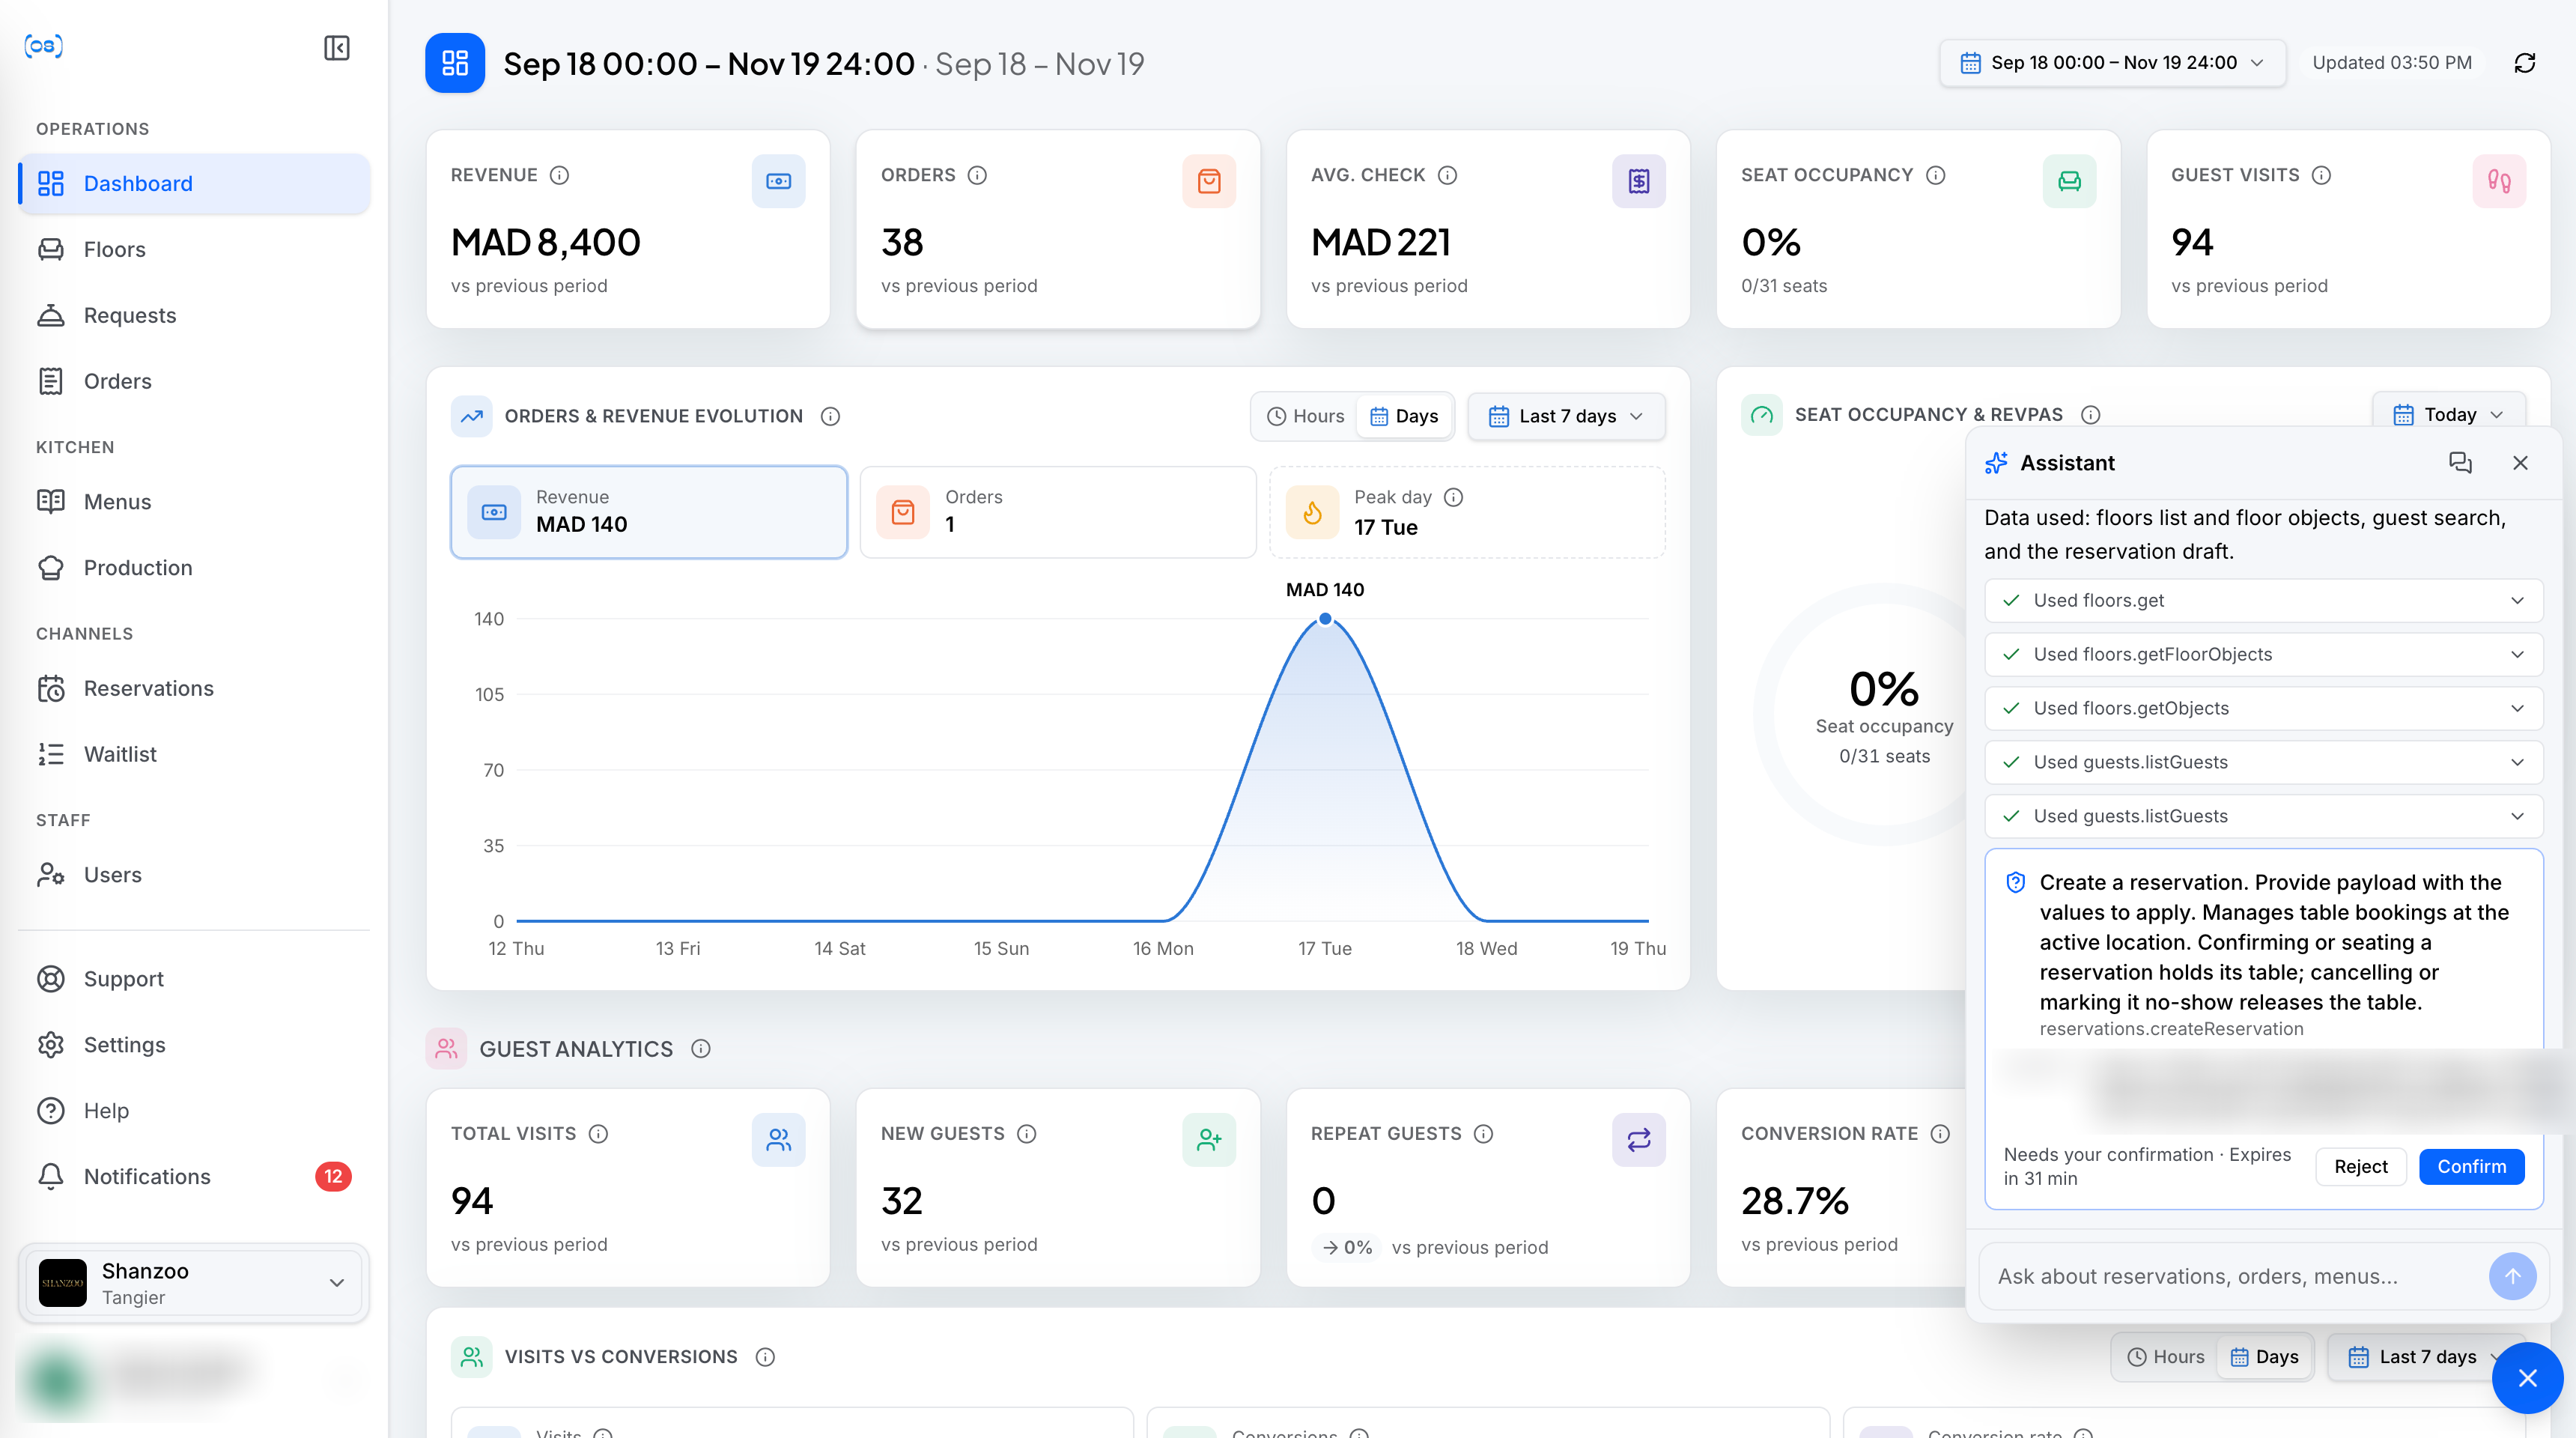 OS
OPERATIONS
Dashboard
Floors
Requests
Orders
KITCHEN
Menus
Production
CHANNELS
Reservations
Waitlist
STAFF
Users
Support
Settings
Help
Notifications
12
SHANZOO
Shanzoo
Tangier
Sep 18 00:00 – Nov 19 24:00 · Sep 18 – Nov 19
Sep 18 00:00 – Nov 19 24:00
Updated 03:50 PM
REVENUE
MAD 8,400
vs previous period
ORDERS
38
vs previous period
AVG. CHECK
MAD 221
vs previous period
SEAT OCCUPANCY
0%
0/31 seats
GUEST VISITS
94
vs previous period
ORDERS & REVENUE EVOLUTION
Hours
Days
Last 7 days
Revenue
MAD 140
Orders
1
Peak day
17 Tue
MAD 140
140
105
70
35
0
12 Thu
13 Fri
14 Sat
15 Sun
16 Mon
17 Tue
18 Wed
19 Thu
SEAT OCCUPANCY & REVPAS
Today
0%
Seat occupancy
0/31 seats
GUEST ANALYTICS
TOTAL VISITS
94
vs previous period
NEW GUESTS
32
vs previous period
REPEAT GUESTS
0
→ 0% vs previous period
CONVERSION RATE
28.7%
vs previous period
VISITS VS CONVERSIONS
Hours
Days
Last 7 days
Visits
Conversions
Conversion rate
Assistant
Data used: floors list and floor objects, guest search,
and the reservation draft.
Used floors.get
Used floors.getFloorObjects
Used floors.getObjects
Used guests.listGuests
Used guests.listGuests
Create a reservation. Provide payload with the
values to apply. Manages table bookings at the
active location. Confirming or seating a
reservation holds its table; cancelling or
marking it no-show releases the table.
reservations.createReservation
Needs your confirmation · Expires
in 31 min
Reject
Confirm
Ask about reservations, orders, menus...